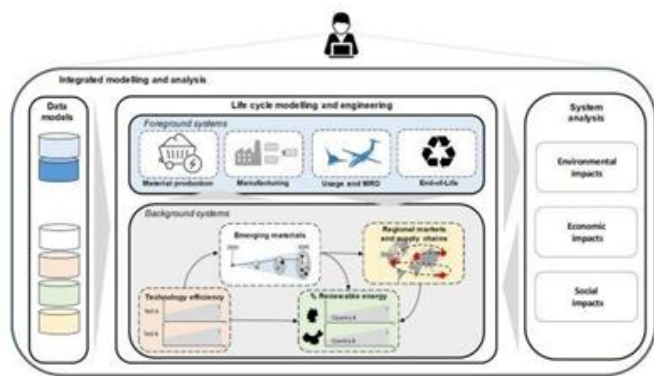 Integrated modelling and analysis
Data
models
Life cycle modelling and engineering
Foreground systems
Material production
Manufacturing
Usage and MRO
End-of-Life
System
analysis
Environmental
impacts
Economic
impacts
Social
impacts
Background systems
Emerging materials
Regional markets
and supply chains
Technology efficiency
% Renewable energy
Country A
Country B